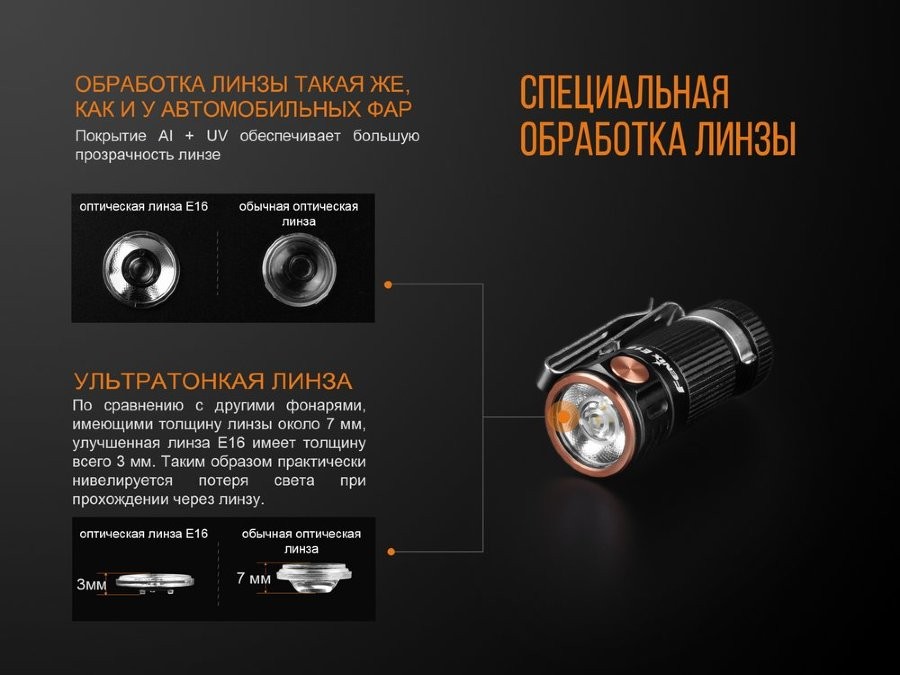 ОБРАБОТКА ЛИНЗЫ ТАКАЯ ЖЕ,
КАК И У АВТОМОБИЛЬНЫХ ФАР
Покрытие AI + UV обеспечивает большую
прозрачность линзе
СПЕЦИАЛЬНАЯ
ОБРАБОТКА ЛИНЗЫ
оптическая линза E16
обычная оптическая
линза
Fenix E16
УЛЬТРАТОНКАЯ ЛИНЗА
По сравнению с другими фонарями,
имеющими толщину линзы около 7 мм,
улучшенная линза E16 имеет толщину
всего 3 мм. Таким образом практически
нивелируется потеря света при
прохождении через линзу.
оптическая линза E16
обычная оптическая
линза
3мм
7 мм